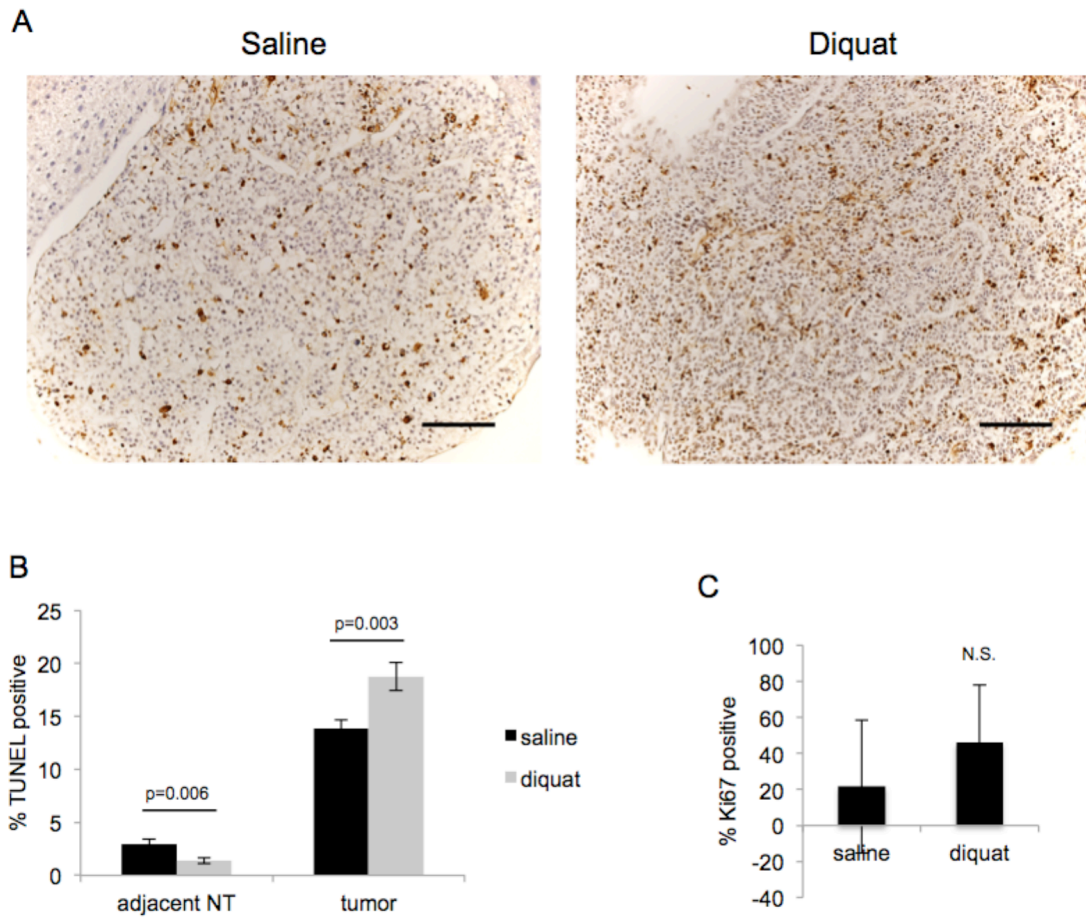 A
Saline
Diquat
B
25
20
15
10
5
0
% TUNEL positive
p=0.006
p=0.003
adjacent NT
tumor
saline
diquat
C
100
80
60
40
20
0
-20
-40
% Ki67 positive
N.S.
saline
diquat